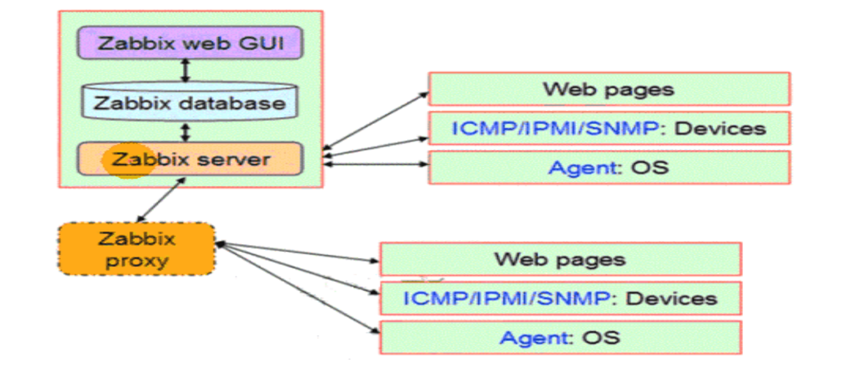 Zabbix web GUI
Zabbix database
Zabbix server
Web pages
ICMP/IPMI/SNMP: Devices
Agent: OS
Zabbix
proxy
Web pages
ICMP/IPMI/SNMP: Devices
Agent: OS